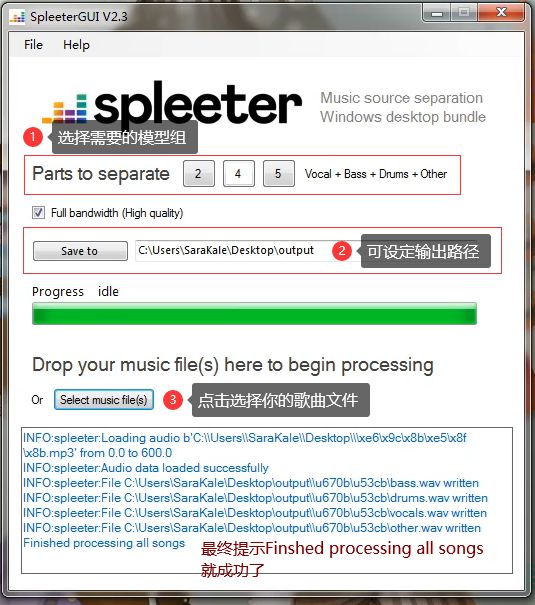 SpleeterGUI V2.3
File Help
spleeter
Music source separation
Windows desktop bundle
1 选择需要的模型组
Parts to separate 2 4 5 Vocal + Bass + Drums + Other
Full bandwidth (High quality)
Save to C:\Users\SaraKale\Desktop\output 2 可设定输出路径
Progress idle
Drop your music file(s) here to begin processing
Or Select music file(s) 3 点击选择你的歌曲文件
INFO:spleeter:Loading audio b'C:\\Users\\SaraKale\\Desktop\\\xe6\x9c\x8b\xe5\x8f
\x8b.mp3' from 0.0 to 600.0
INFO:spleeter:Audio data loaded successfully
INFO:spleeter:File C:\Users\SaraKale\Desktop\output\\u670b\u53cb\bass.wav written
INFO:spleeter:File C:\Users\SaraKale\Desktop\output\\u670b\u53cb\drums.wav written
INFO:spleeter:File C:\Users\SaraKale\Desktop\output\\u670b\u53cb\vocals.wav written
INFO:spleeter:File C:\Users\SaraKale\Desktop\output\\u670b\u53cb\other.wav written
Finished processing all songs
最终提示Finshed processing all songs
就成功了